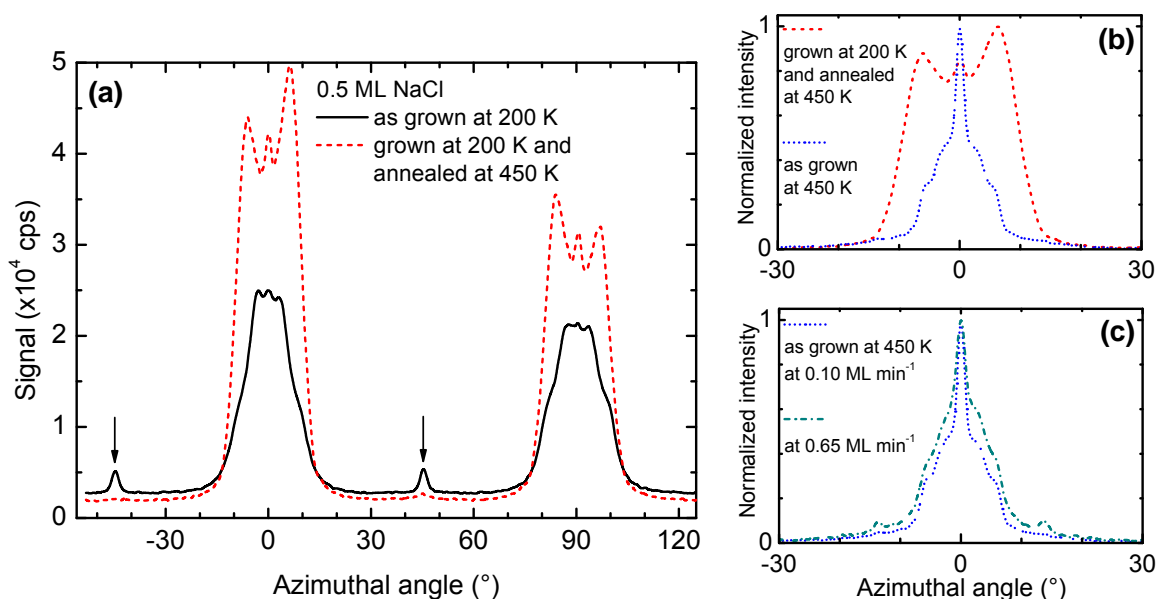 (a)
0.5 ML NaCl
as grown at 200 K
grown at 200 K and
annealed at 450 K
5
4
3
2
1
0
Signal (x10⁴ cps)
-30
0
30
60
90
120
Azimuthal angle (°)
(b)
grown at 200 K
and annealed
at 450 K
as grown
at 450 K
1
0
Normalized intensity
-30
0
30
(c)
as grown at 450 K
at 0.10 ML min⁻¹
at 0.65 ML min⁻¹
1
0
Normalized intensity
-30
0
30
Azimuthal angle (°)